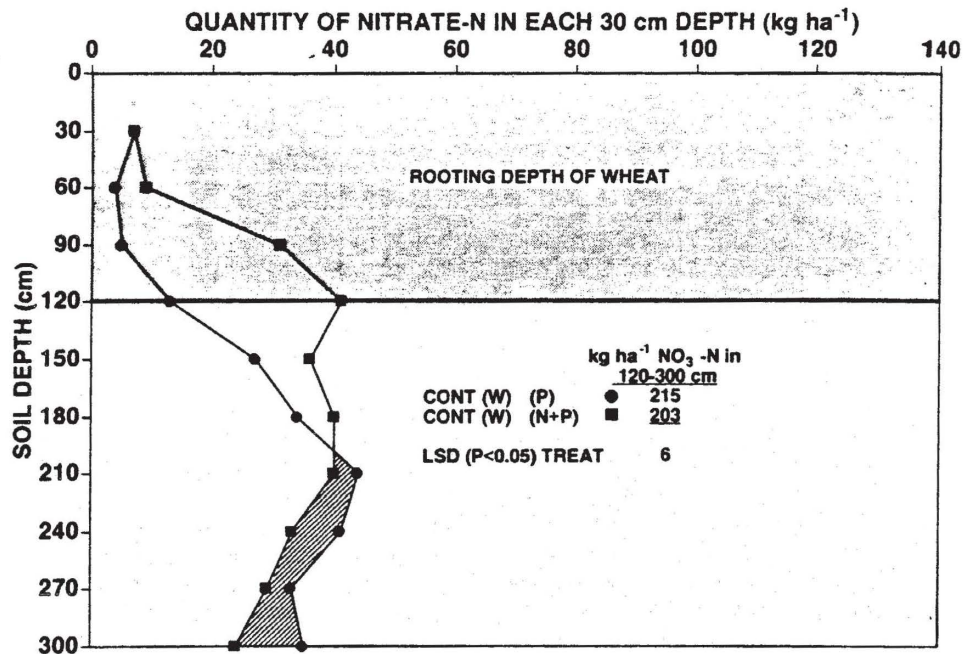 QUANTITY OF NITRATE-N IN EACH 30 cm DEPTH (kg ha⁻¹)
0 20 40 60 80 100 120 140
0
30
60
90
120
150
180
210
240
270
300
SOIL DEPTH (cm)
ROOTING DEPTH OF WHEAT
kg ha⁻¹ NO₃ -N in
120-300 cm
CONT (W) (P) ● 215
CONT (W) (N+P) ■ 203
LSD (P<0.05) TREAT 6